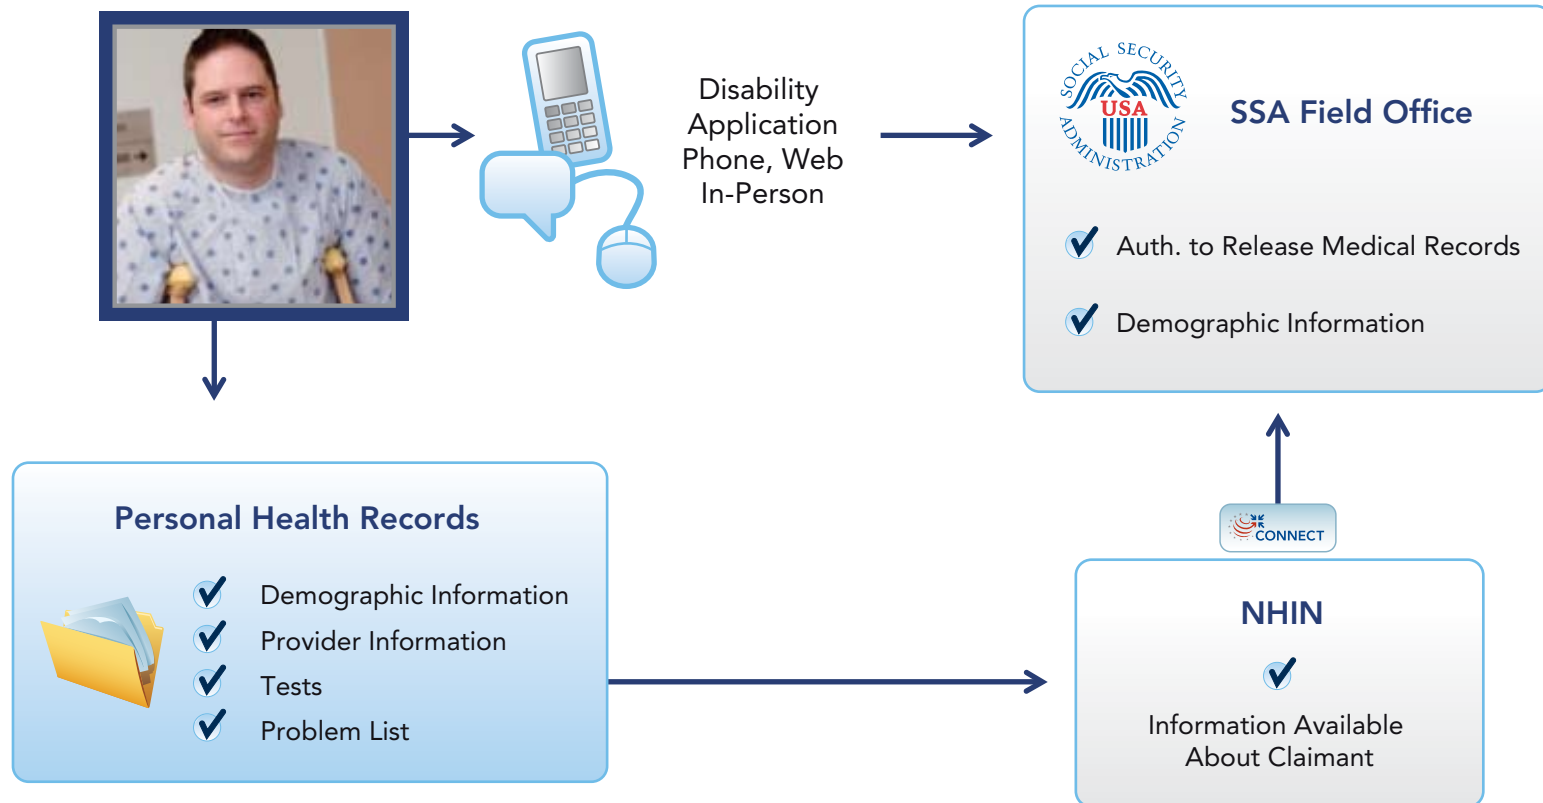 Disability
Application
Phone, Web
In-Person
SOCIAL SECURITY ADMINISTRATION
USA
SSA Field Office
Auth. to Release Medical Records
Demographic Information
Personal Health Records
Demographic Information
Provider Information
Tests
Problem List
CONNECT
NHIN
Information Available
About Claimant